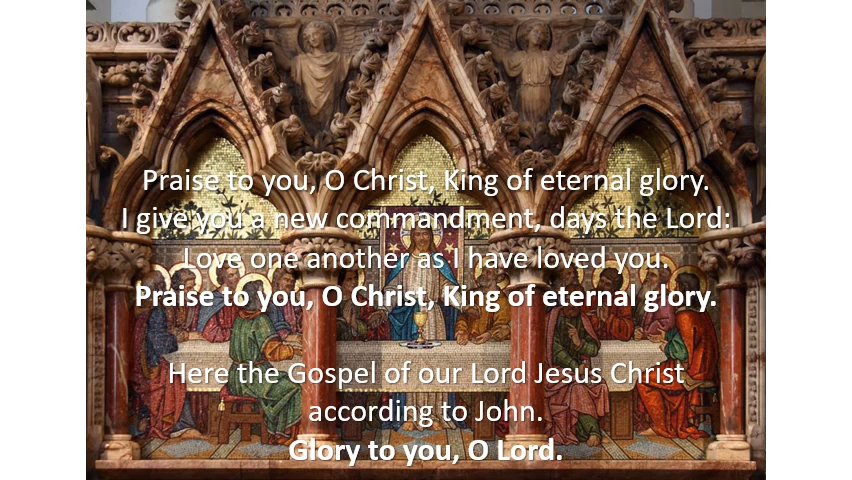 Praise to you, O Christ, King of eternal glory.
I give you a new commandment, days the Lord:
Love one another as I have loved you.
Praise to you, O Christ, King of eternal glory.
Here the Gospel of our Lord Jesus Christ
according to John.
Glory to you, O Lord.